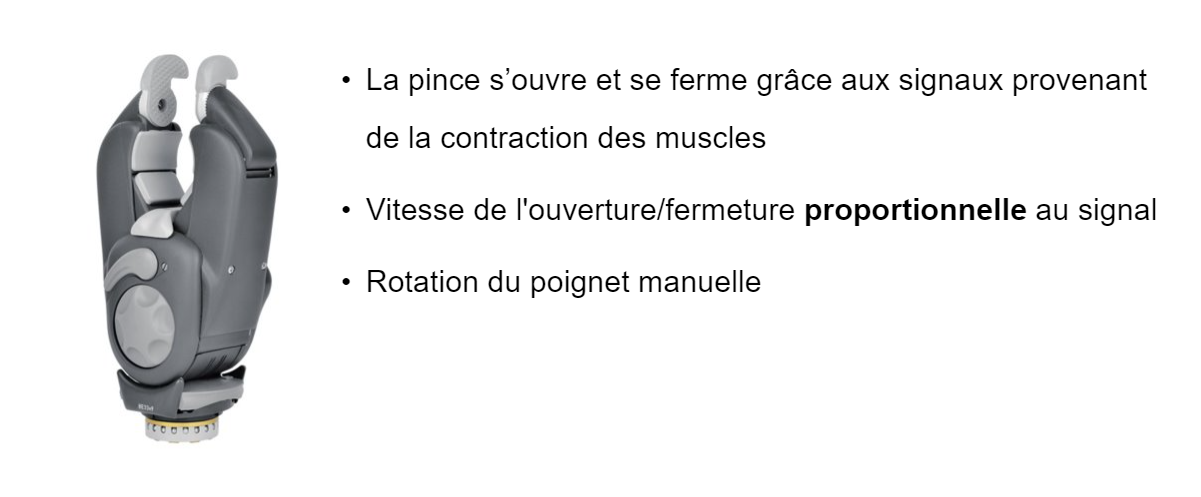 • La pince s’ouvre et se ferme grâce aux signaux provenant
de la contraction des muscles
• Vitesse de l'ouverture/fermeture proportionnelle au signal
• Rotation du poignet manuelle